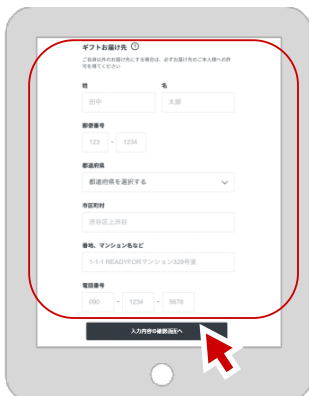 ギフトお届け先 ?
ご自身以外のお届け先にする場合は、必ずお届け先のご本人様への許
可を得てください
姓 名
田中 太郎
郵便番号
123 - 1234
都道府県
都道府県を選択する
市区町村
渋谷区上渋谷
番地、マンション名など
1-1-1 READYFORマンション328号室
電話番号
090 - 1234 - 5678
入力内容の確認画面へ